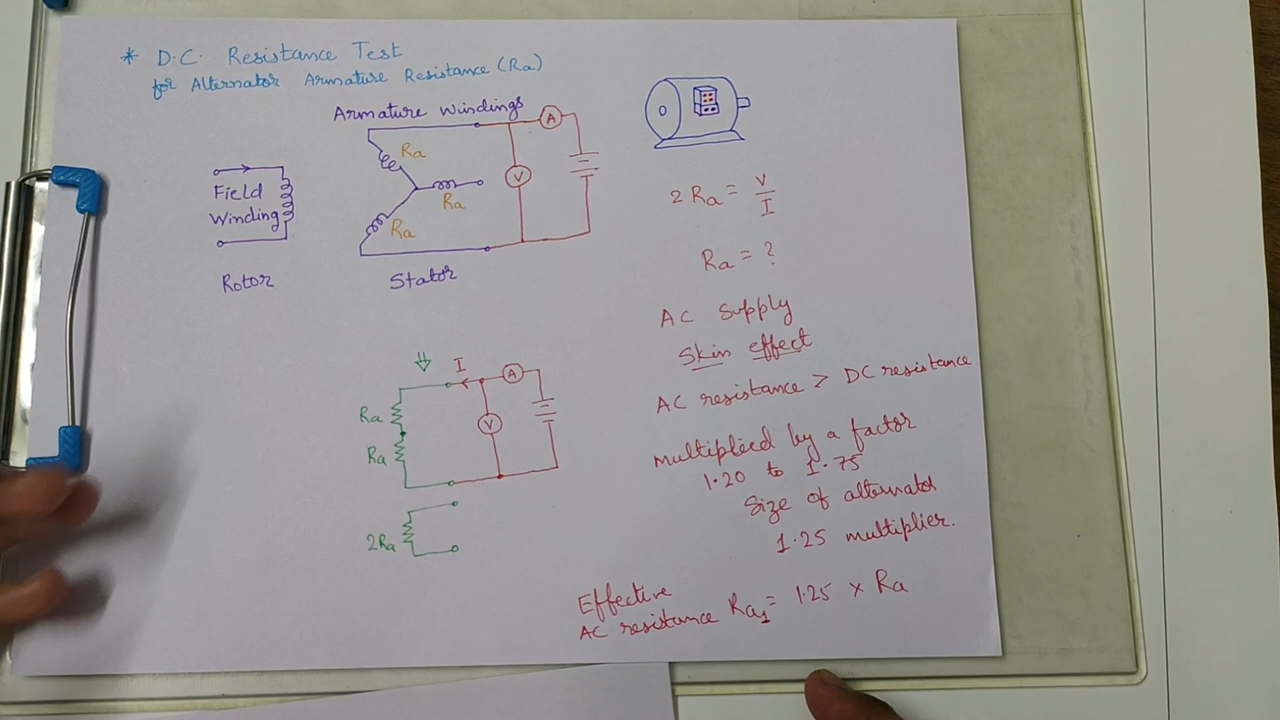 * D.C. Resistance Test
for Alternator Armature Resistance (Ra)
Armature Windings
A
Ra
V
Ra
Ra
Field
Winding
Rotor
Stator
2 Ra = V/I
Ra = ?
AC Supply
Skin effect
AC resistance > DC resistance
multiplied by a factor
1.20 to 1.75
Size of alternator
1.25 multiplier.
I
A
Ra
V
Ra
2Ra
Effective
AC resistance Ra1 = 1.25 × Ra